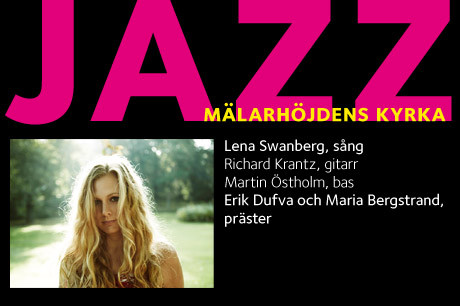 JAZZ
MÄLARHÖJDENS KYRKA
Lena Swanberg, sång
Richard Krantz, gitarr
Martin Östholm, bas
Erik Dufva och Maria Bergstrand,
präster